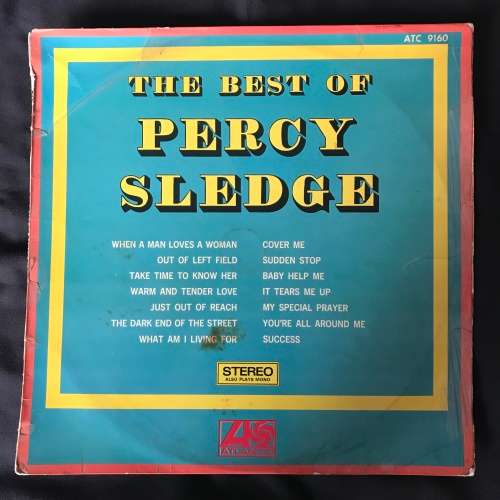 ATC 9160
THE BEST OF
PERCY
SLEDGE
WHEN A MAN LOVES A WOMAN
OUT OF LEFT FIELD
TAKE TIME TO KNOW HER
WARM AND TENDER LOVE
JUST OUT OF REACH
THE DARK END OF THE STREET
WHAT AM I LIVING FOR
COVER ME
SUDDEN STOP
BABY HELP ME
IT TEARS ME UP
MY SPECIAL PRAYER
YOU'RE ALL AROUND ME
SUCCESS
STEREO
ALSO PLAYS MONO
ATLANTIC